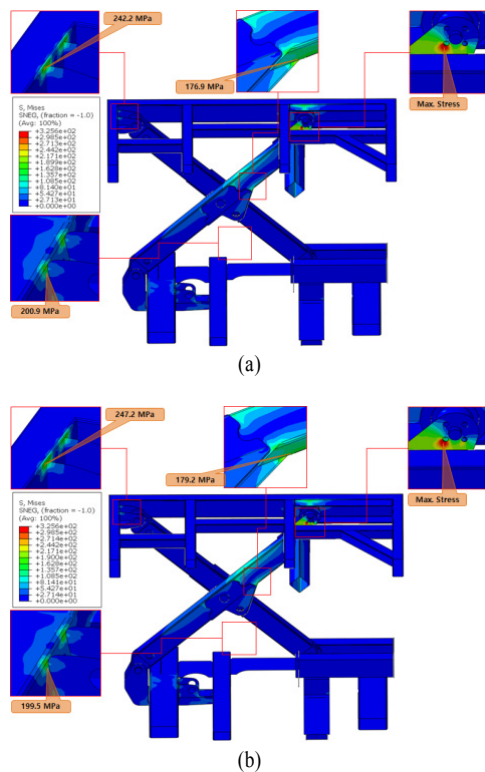 242.2 MPa
176.9 MPa
Max. Stress
S, Mises
SNEG, (fraction = -1.0)
(Avg: 100%)
+3.256e+02
+2.985e+02
+2.713e+02
+2.442e+02
+2.171e+02
+1.899e+02
+1.628e+02
+1.357e+02
+1.085e+02
+8.140e+01
+5.427e+01
+2.713e+01
+0.000e+00
200.9 MPa
(a)
247.2 MPa
179.2 MPa
Max. Stress
S, Mises
SNEG, (fraction = -1.0)
(Avg: 100%)
+3.256e+02
+2.985e+02
+2.714e+02
+2.442e+02
+2.171e+02
+1.900e+02
+1.628e+02
+1.357e+02
+1.085e+02
+8.141e+01
+5.427e+01
+2.714e+01
+0.000e+00
199.5 MPa
(b)